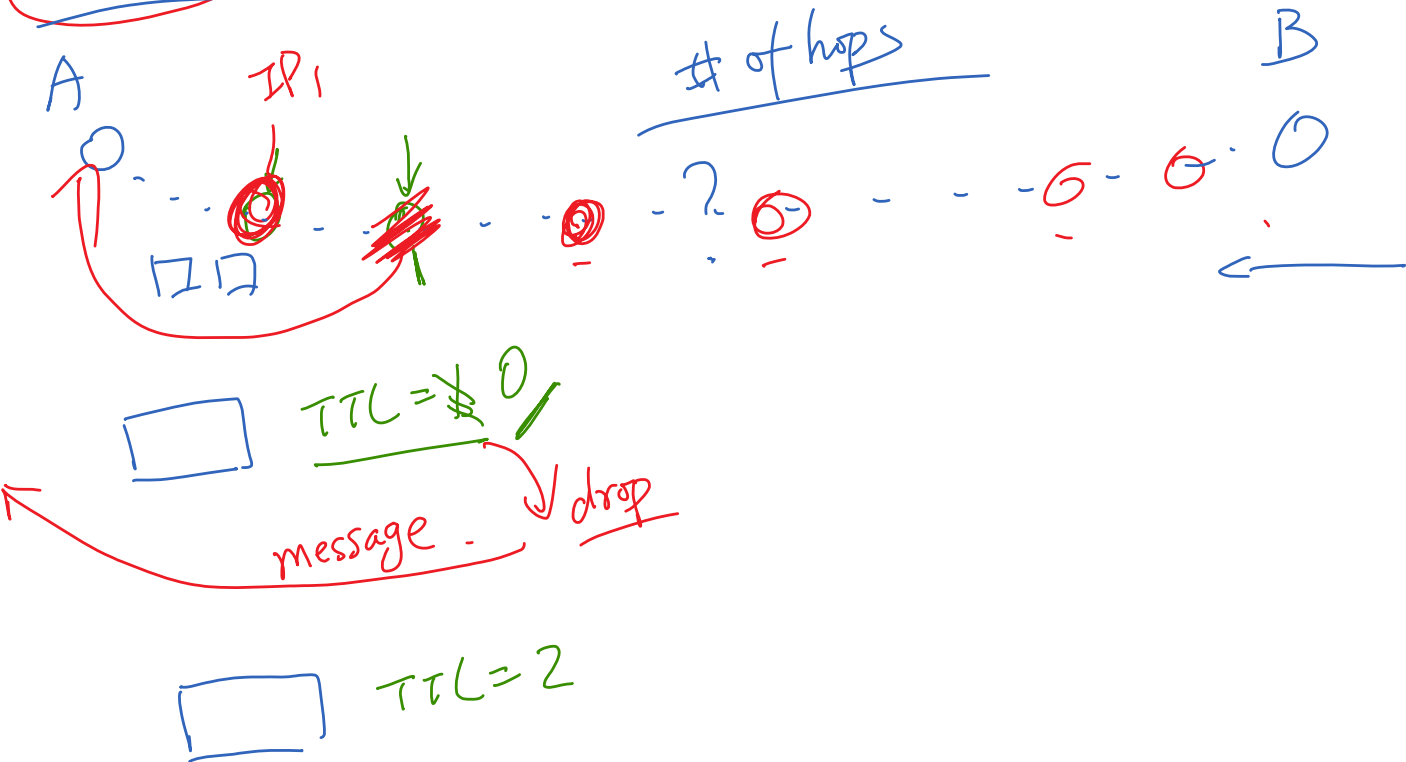 # of hops
B
A
IP1
?
TTL = 0
drop
message.
TTL = 2